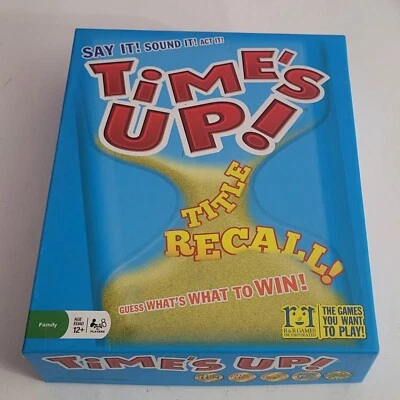 SAY IT! SOUND IT! ACT IT!
TiME'S
UP!
TITLE
RECALL!
GUESS WHAT'S WHAT TO WIN!
Family
12+
PLAYERS
R&R GAMES
THE GAMES
YOU WANT
TO PLAY!
TiME'S UP!